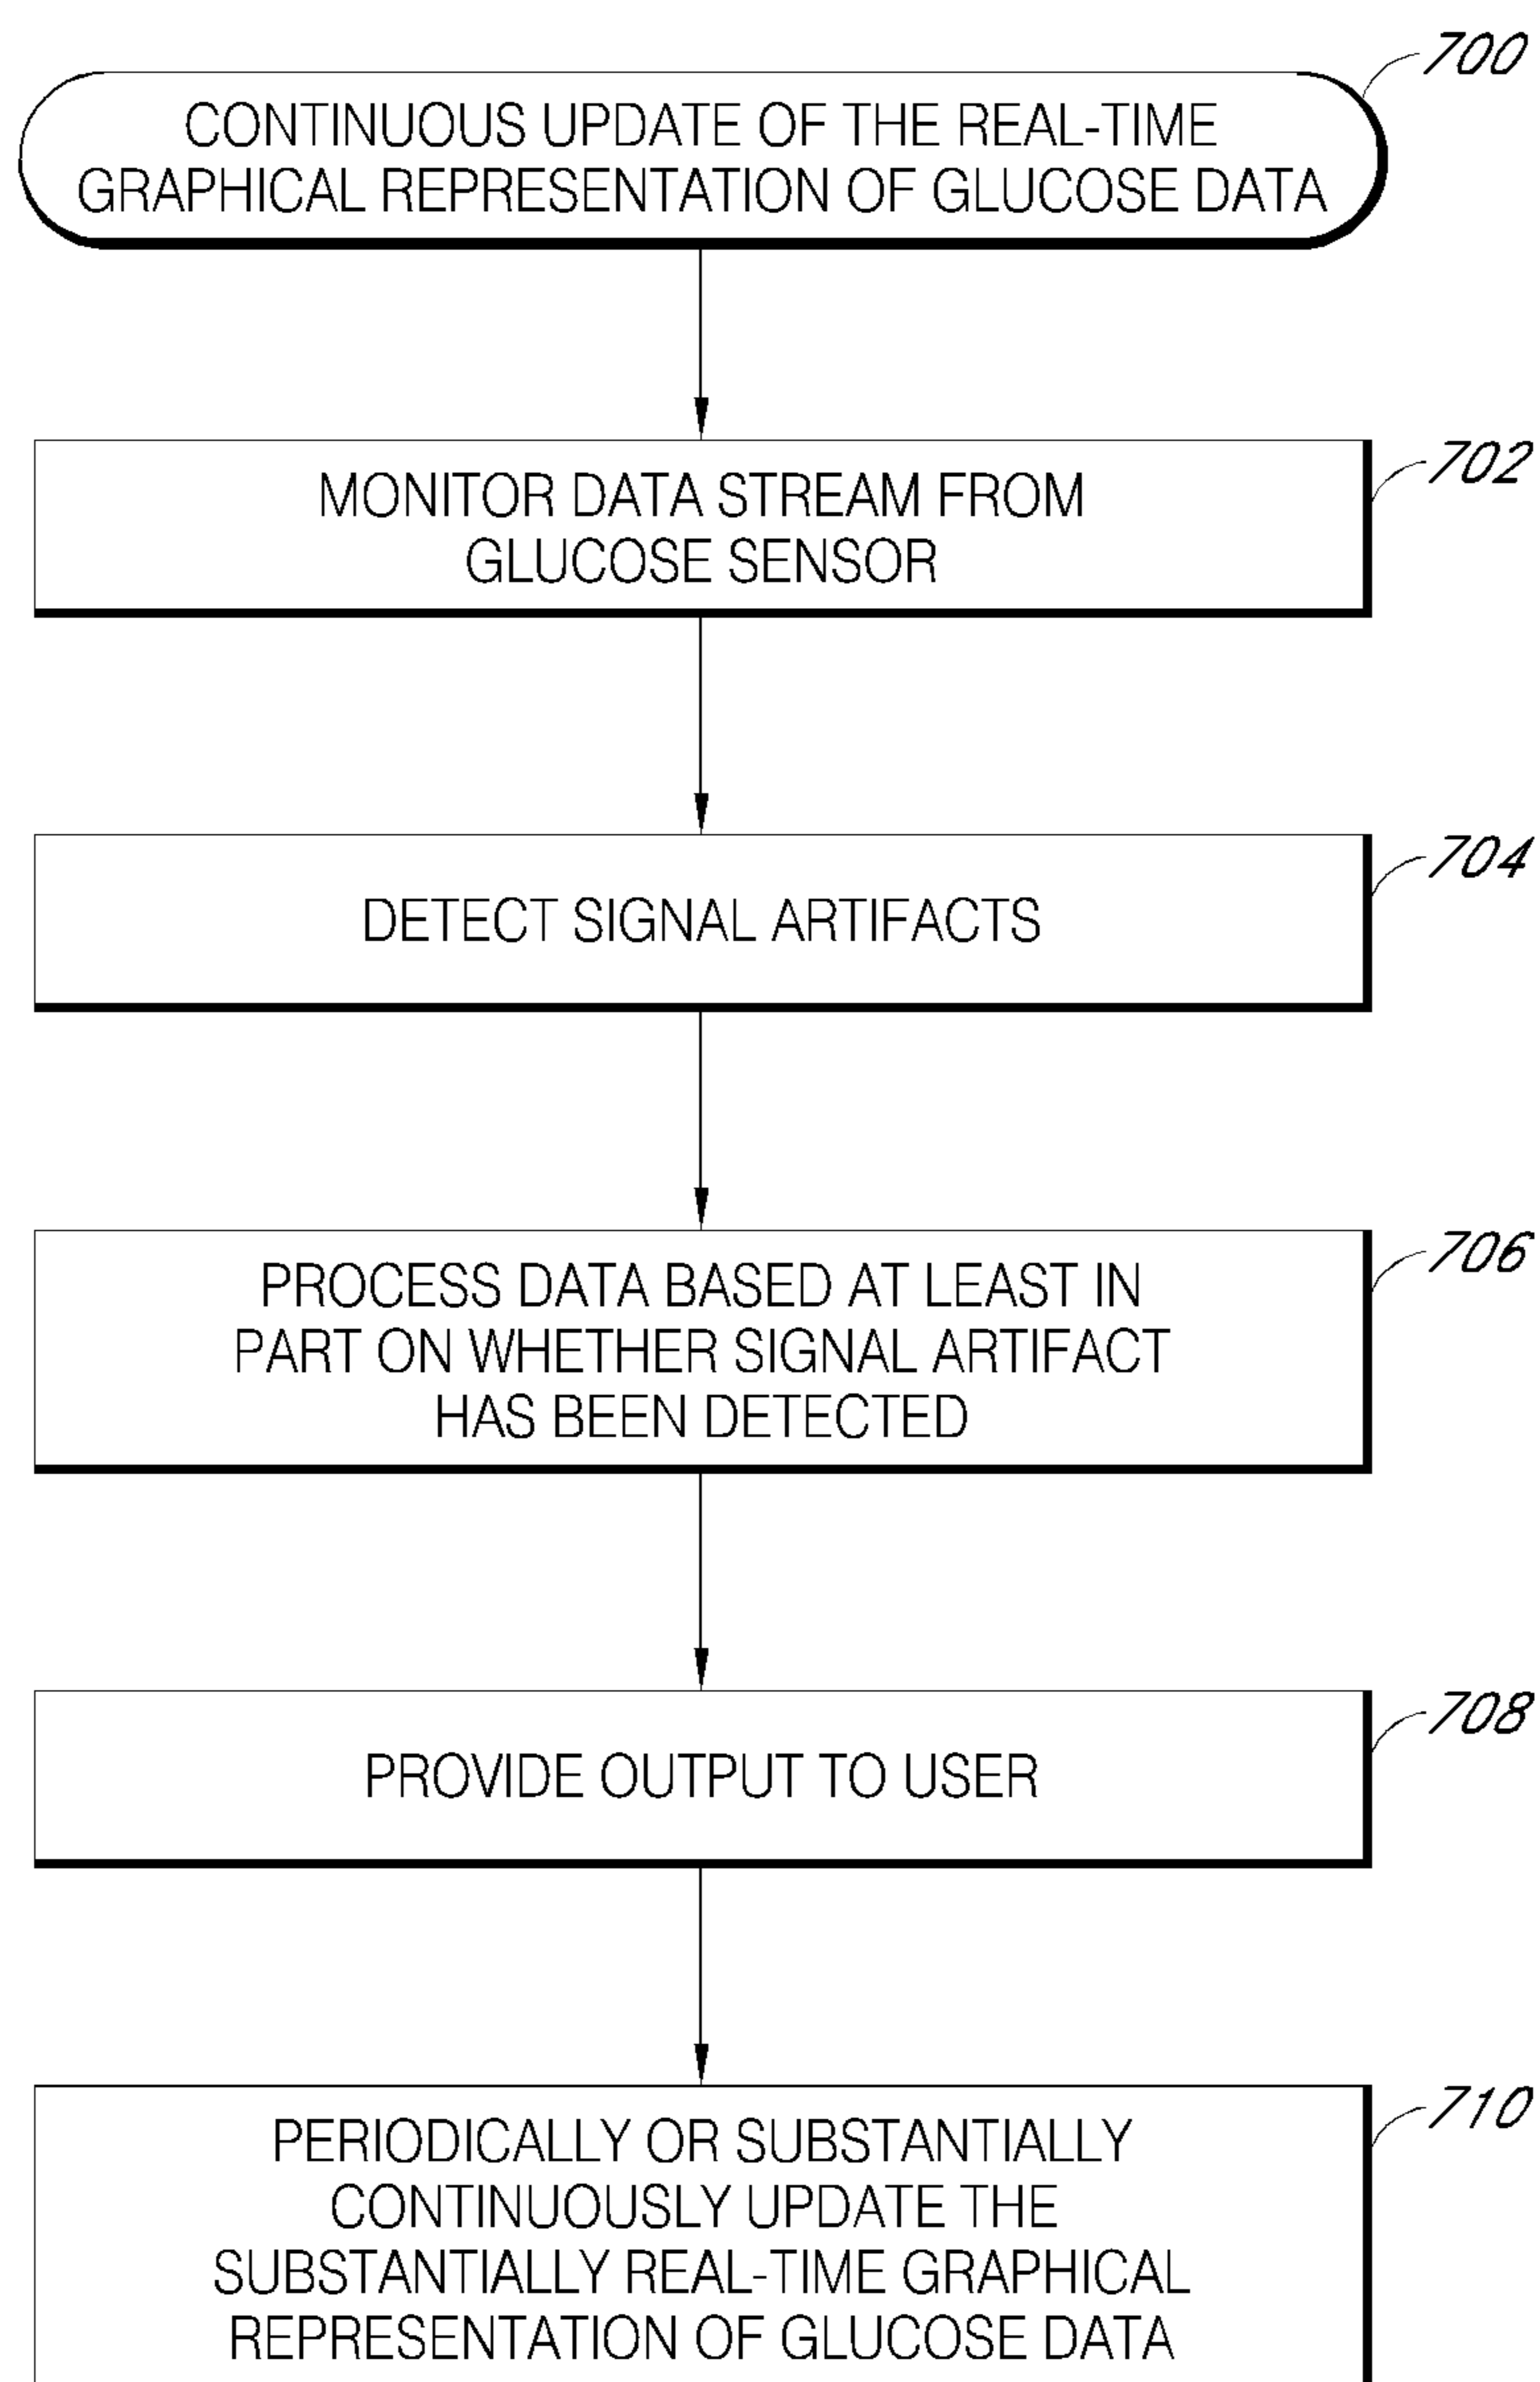 700
CONTINUOUS UPDATE OF THE REAL-TIME
GRAPHICAL REPRESENTATION OF GLUCOSE DATA
702
MONITOR DATA STREAM FROM
GLUCOSE SENSOR
704
DETECT SIGNAL ARTIFACTS
706
PROCESS DATA BASED AT LEAST IN
PART ON WHETHER SIGNAL ARTIFACT
HAS BEEN DETECTED
708
PROVIDE OUTPUT TO USER
710
PERIODICALLY OR SUBSTANTIALLY
CONTINUOUSLY UPDATE THE
SUBSTANTIALLY REAL-TIME GRAPHICAL
REPRESENTATION OF GLUCOSE DATA